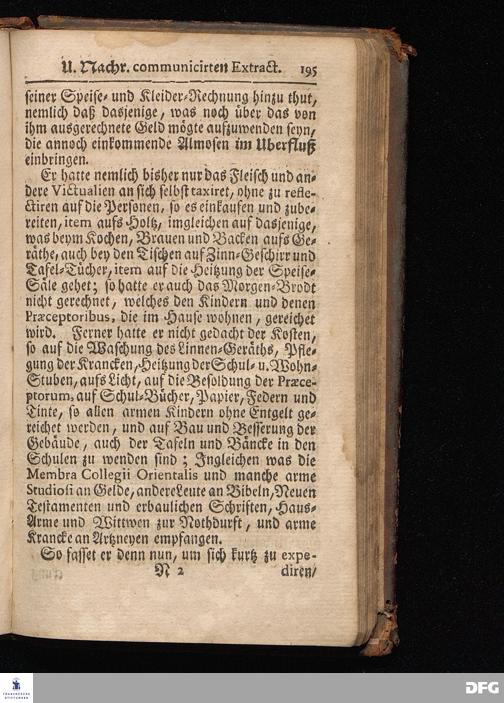 U. Nachr. communicirten Extract. 195
seiner Speise- und Kleider-Rechnung hinzu thut,
nemlich daß dasjenige, was noch über das von
ihm ausgerechnete Geld mögte aufzuwenden seyn,
die annoch einkommende Almosen im Uberfluß
einbringen.
Er hatte nemlich bisher nur das Fleisch und an-
dere Victualien an sich selbst taxiret, ohne zu refle-
ctiren auf die Personen, so es einkaufen und zube-
reiten, item aufs Holtz, imgleichen auf dasjenige,
was beym Kochen, Brauen und Backen aufs Ge-
räthe, auch bey den Tischen auf Zinn-Geschirr und
Tafel-Tücher, item auf die Heitzung der Speise-
Säle gehet; so hatte er auch das Morgen-Brodt
nicht gerechnet, welches den Kindern und denen
Præceptoribus, die im Hause wohnen, gereichet
wird. Ferner hatte er nicht gedacht der Kosten,
so auf die Waschung des Linnen-Geräths, Pfle-
gung der Krancken, Heitzung der Schul- u. Wohn-
Stuben, aufs Licht, auf die Besoldung der Præce-
ptorum, auf Schul-Bücher, Papier, Federn und
Tinte, so allen armen Kindern ohne Entgelt ge-
reichet werden, und auf Bau und Besserung der
Gebäude, auch der Tafeln und Bäncke in den
Schulen zu wenden sind; Ingleichen was die
Membra Collegii Orientalis und manche arme
Studiosi an Gelde, andere Leute an Bibeln, Neuen
Testamenten und erbaulichen Schriften, Haus-
Arme und Wittwen zur Nothdurft, und arme
Krancke an Artzneyen empfangen.
So fasset er denn nun, um sich kurtz zu expe-
N 2 diren/
FRANCKESCHE
STIFTUNGEN
DFG